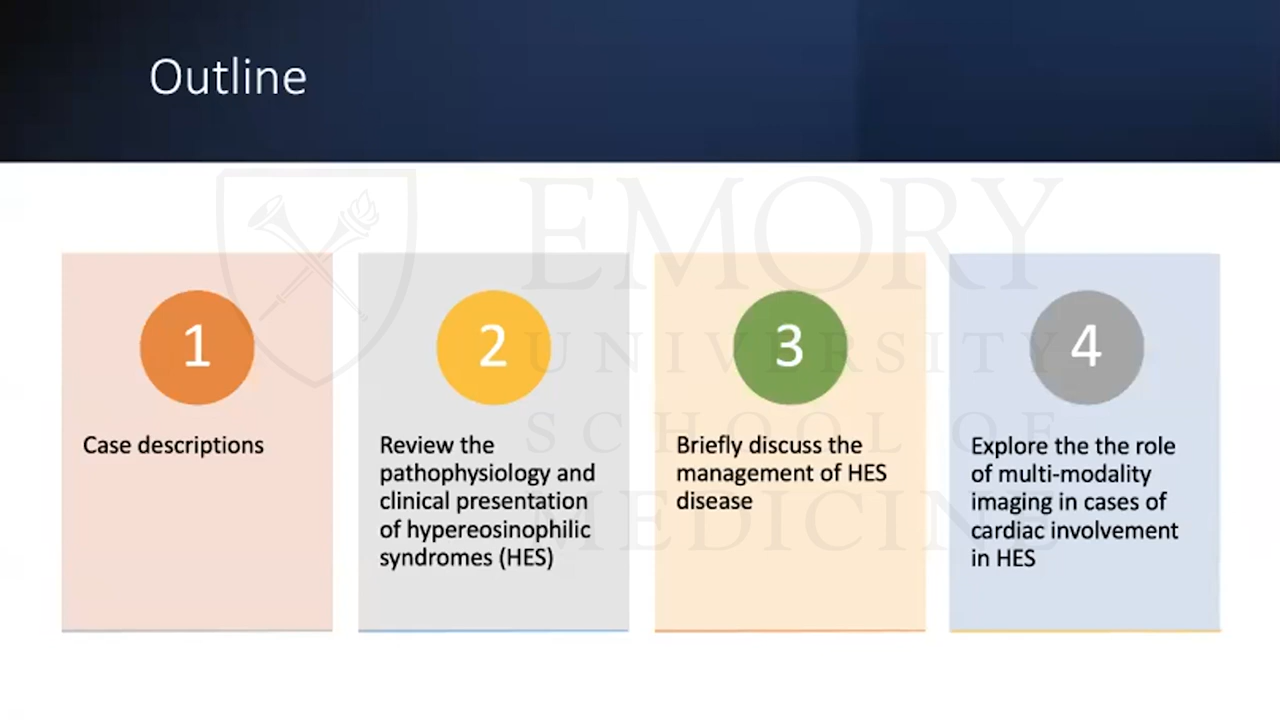 Outline
1
Case descriptions
2
Review the
pathophysiology and
clinical presentation
of hypereosinophilic
syndromes (HES)
3
Briefly discuss the
management of HES
disease
4
Explore the the role
of multi-modality
imaging in cases of
cardiac involvement
in HES
EMORY
UNIVERSITY
SCHOOL OF
MEDICINE